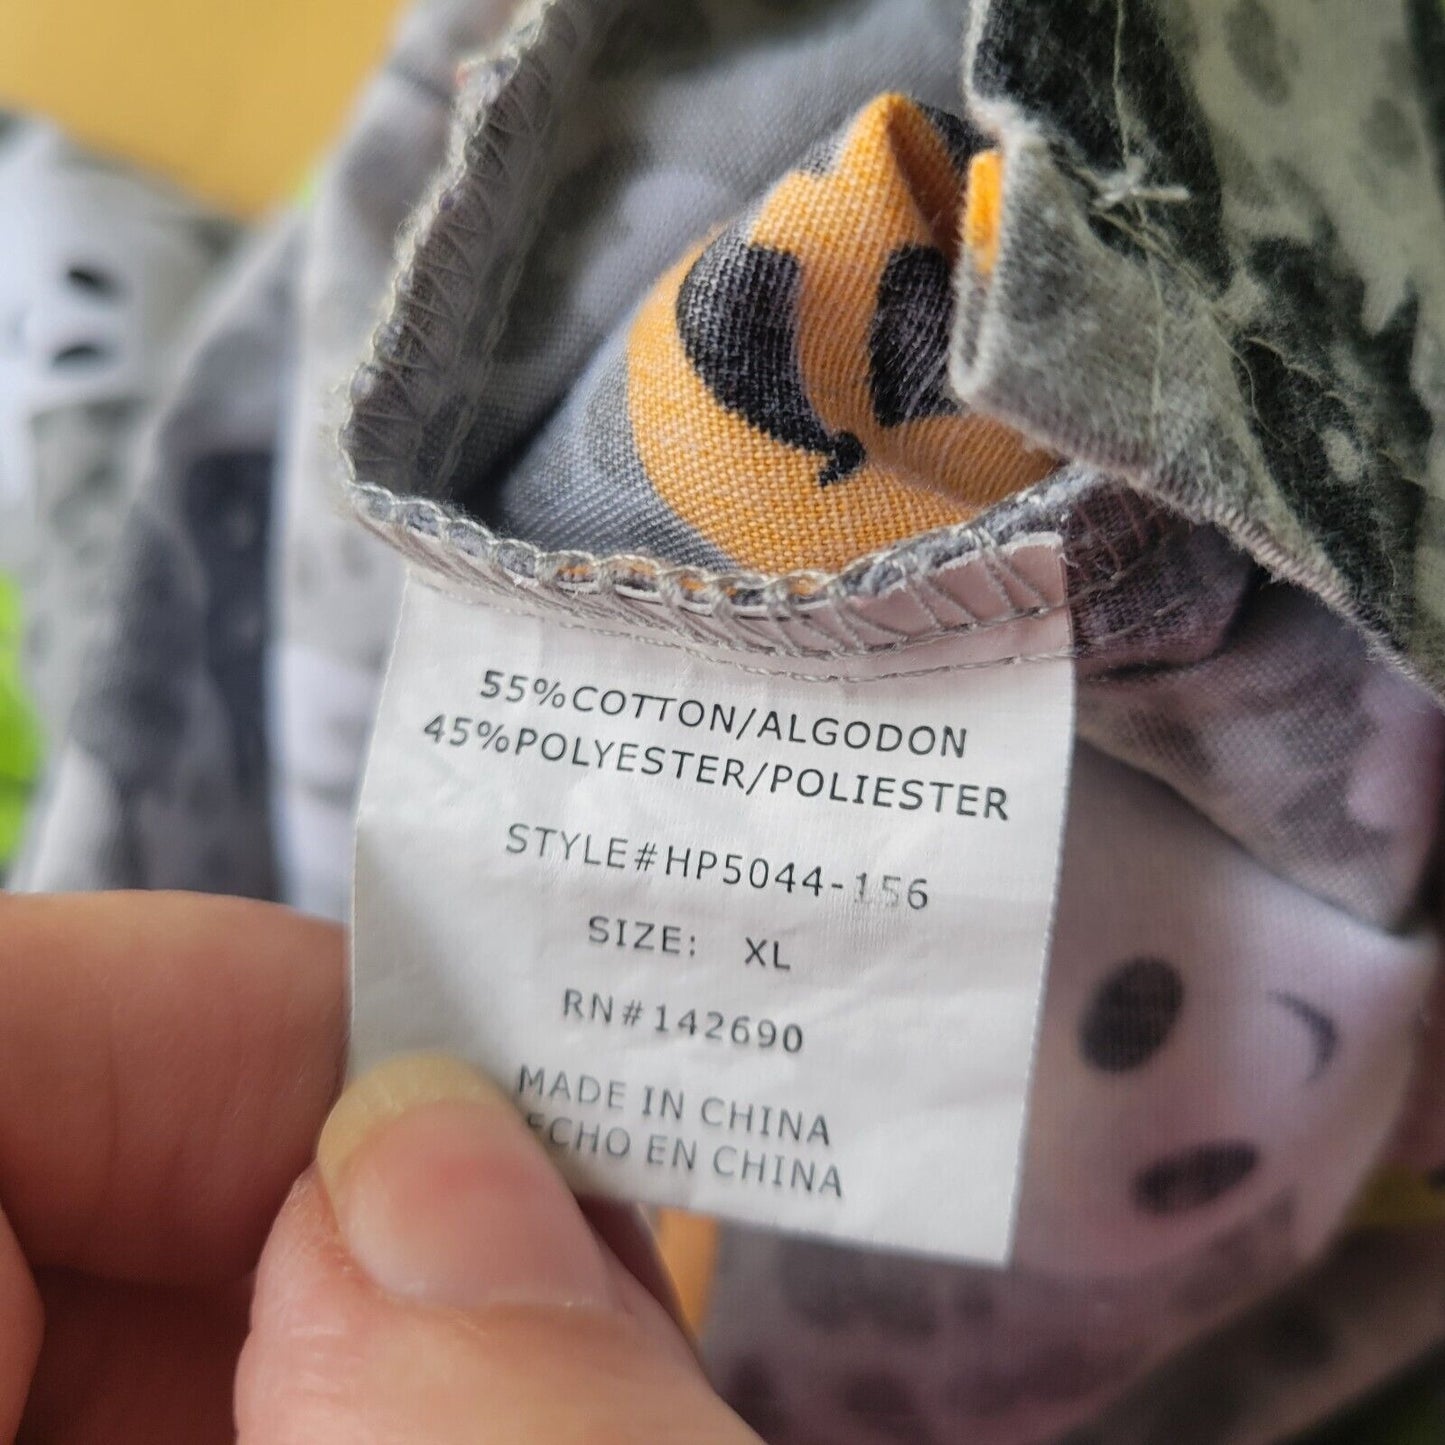 55%COTTON/ALGODON
45%POLYESTER/POLIESTER
STYLE#HP5044-156
SIZE: XL
RN#142690
MADE IN CHINA
ECHO EN CHINA